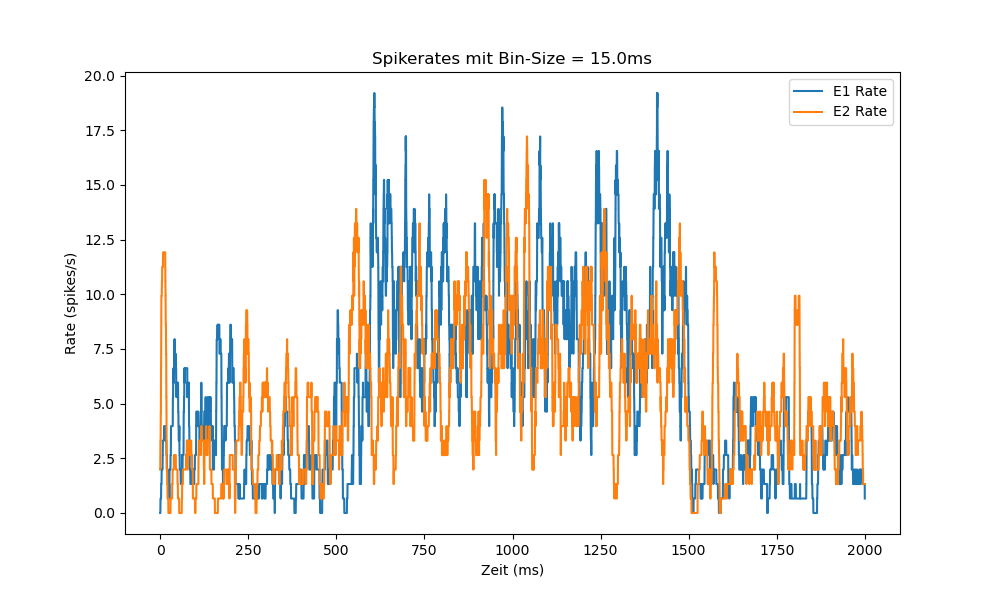 Spikerates mit Bin-Size = 15.0ms
E1 Rate
E2 Rate
Rate (spikes/s)
20.0
17.5
15.0
12.5
10.0
7.5
5.0
2.5
0.0
0 250 500 750 1000 1250 1500 1750 2000
Zeit (ms)